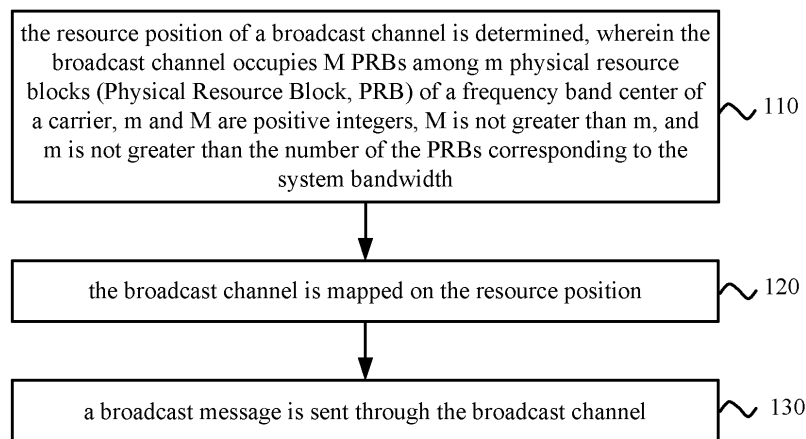 the resource position of a broadcast channel is determined, wherein the
broadcast channel occupies M PRBs among m physical resource
blocks (Physical Resource Block, PRB) of a frequency band center of
a carrier, m and M are positive integers, M is not greater than m, and
m is not greater than the number of the PRBs corresponding to the
system bandwidth
110
the broadcast channel is mapped on the resource position
120
a broadcast message is sent through the broadcast channel
130